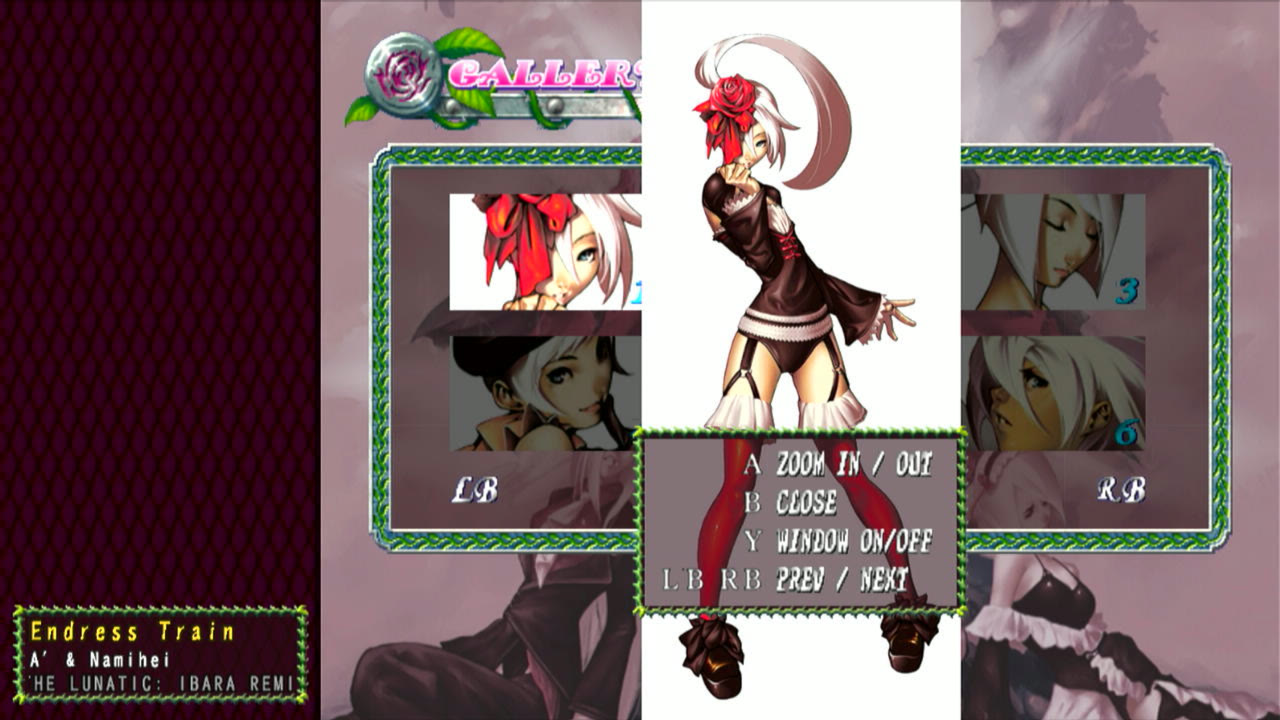 GALLERY
3
6
LB
RB
A ZOOM IN / OUT
B CLOSE
Y WINDOW ON/OFF
LB RB PREV / NEXT
Endress Train
A' & Namihei
HE LUNATIC: IBARA REMI